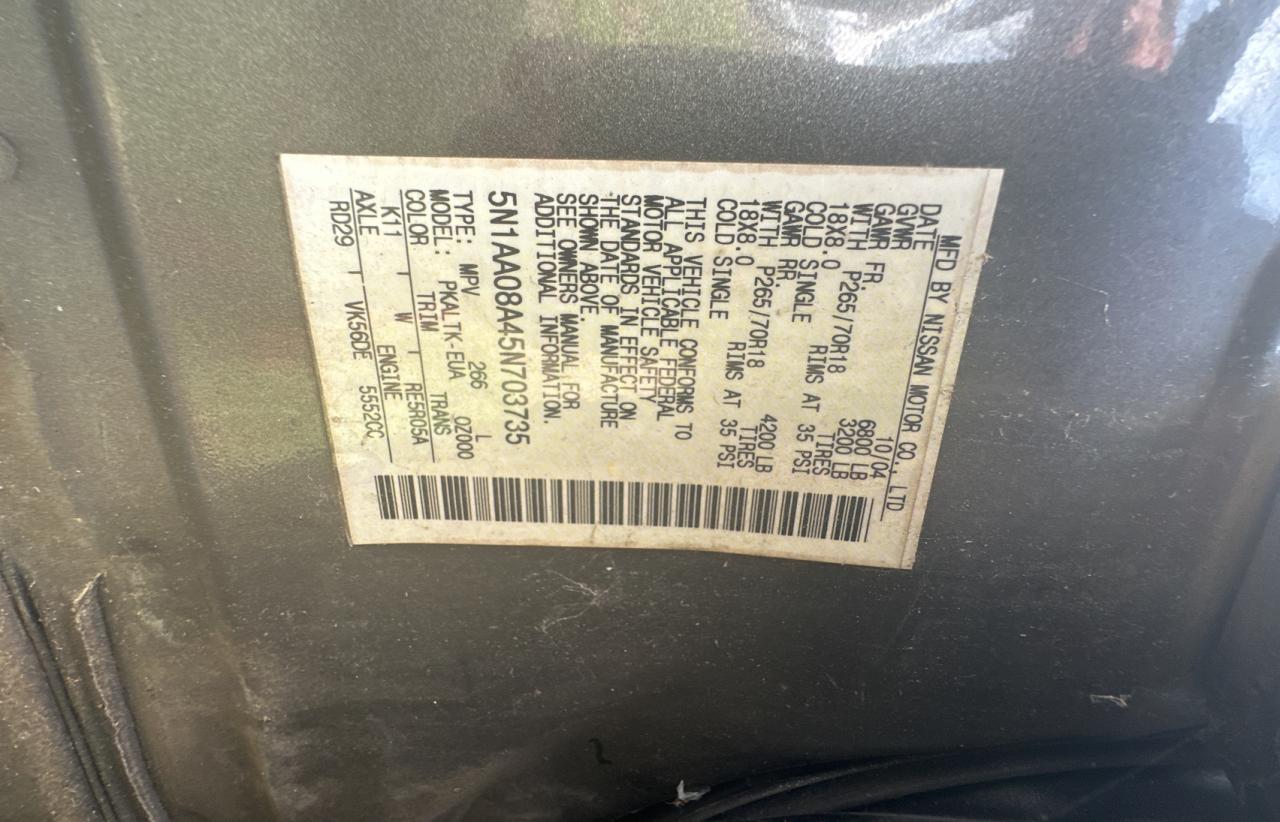 MFD BY NISSAN MOTOR CO., LTD
DATE 10/04
GVWR 6800 LB
GAWR FR. 3200 LB
WITH P265/70R18 TIRES
18X8.0 RIMS AT 35 PSI
COLD SINGLE
GAWR RR. 4200 LB
WITH P265/70R18 TIRES
18X8.0 RIMS AT 35 PSI
COLD SINGLE
THIS VEHICLE CONFORMS TO
ALL APPLICABLE FEDERAL
MOTOR VEHICLE SAFETY
STANDARDS IN EFFECT ON
THE DATE OF MANUFACTURE
SHOWN ABOVE.
SEE OWNERS MANUAL FOR
ADDITIONAL INFORMATION.
5N1AA08A45N703735
TYPE: MPV 266 L
MODEL: PKALTK-EUA QZ000
COLOR TRIM TRANS
K11 W RE5R05A
AXLE ENGINE
RD29 VK56DE 5552CC